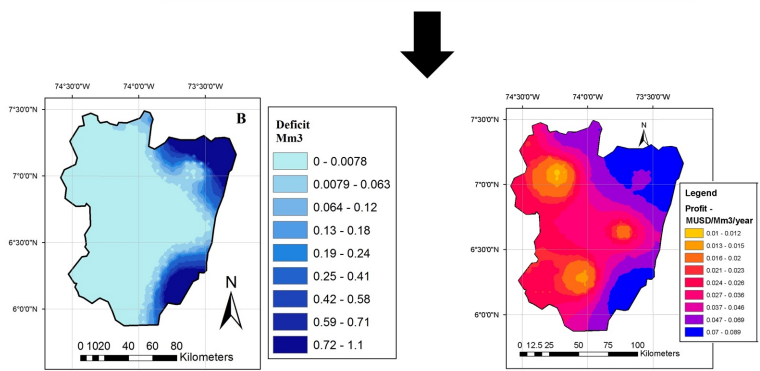 74°30'0"W 74°0'0"W 73°30'0"W
7°30'0"N
7°0'0"N
6°30'0"N
6°0'0"N
B
N
0 1020 40 60 80
Kilometers
Deficit
Mm3
0 - 0.0078
0.0079 - 0.063
0.064 - 0.12
0.13 - 0.18
0.19 - 0.24
0.25 - 0.41
0.42 - 0.58
0.59 - 0.71
0.72 - 1.1
74°30'0"W 74°0'0"W 73°30'0"W
7°30'0"N
7°0'0"N
6°30'0"N
6°0'0"N
N
0 12.5 25 50 75 100
Kilometers
Legend
Profit -
MUSD/Mm3/year
0.01 - 0.012
0.013 - 0.015
0.016 - 0.02
0.021 - 0.023
0.024 - 0.026
0.027 - 0.036
0.037 - 0.046
0.047 - 0.069
0.07 - 0.089